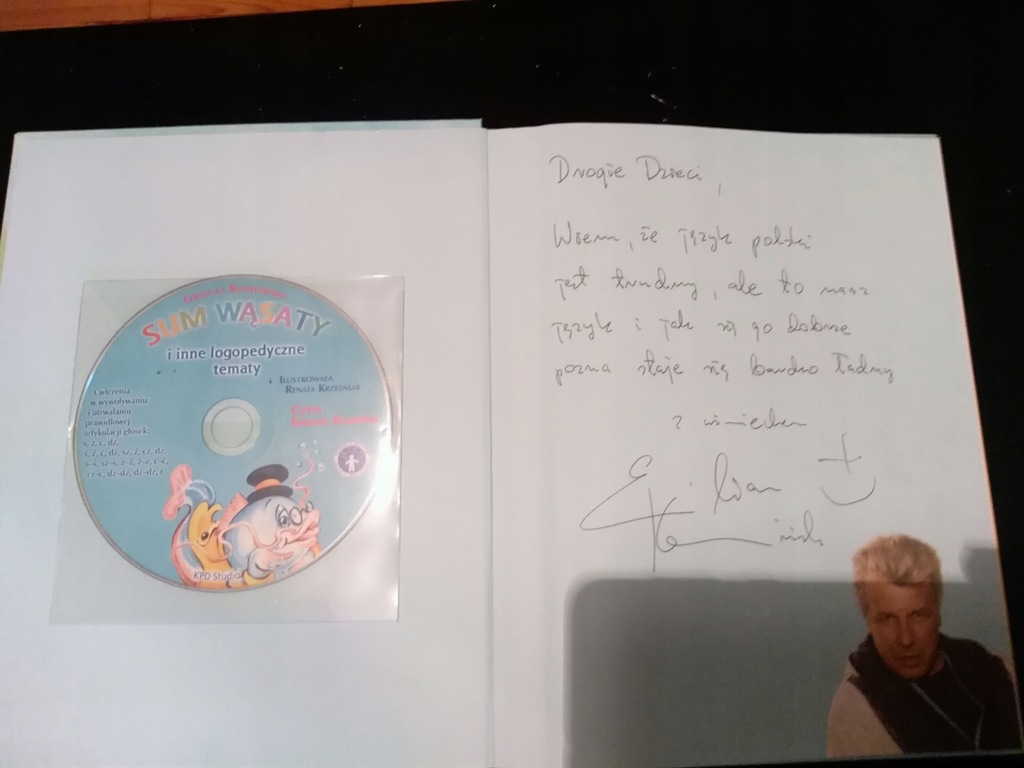 SUM WĄSATY
i inne logopedyczne
tematy
ILUSTROWAŁA
RENATA KRZEŚNIAK
Czyta
Ćwiczenia
w wywoływaniu
i utrwalaniu
prawidłowej
artykulacji głosek:
KPD Studio
Drogie Dzieci,
Wiem, że język polski
jest trudny, ale to nasz
język i jak się go dobrze
pozna staje się bardzo ładny
z uśmiechem